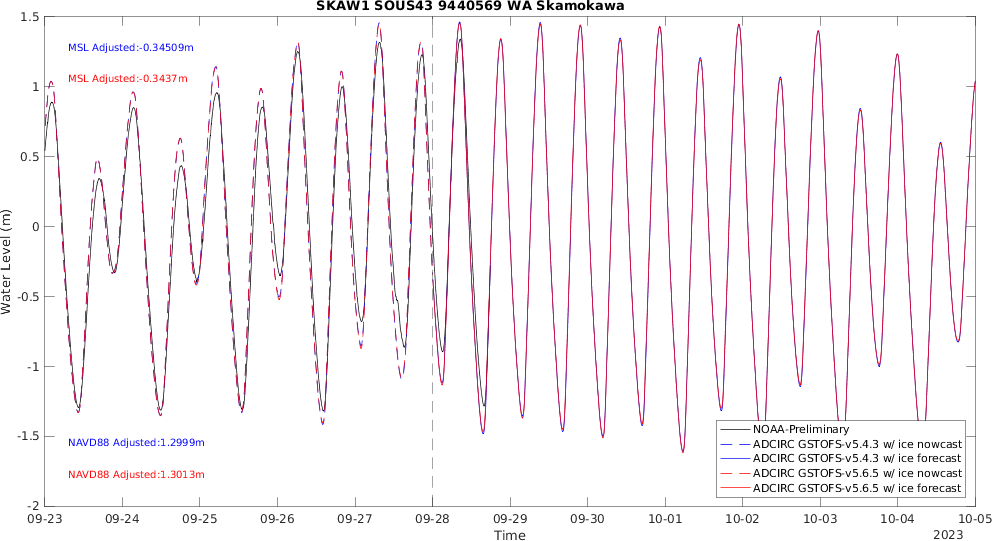 SKAW1 SOUS43 9440569 WA Skamokawa
MSL Adjusted:-0.34509m
MSL Adjusted:-0.3437m
NAVD88 Adjusted:1.2999m
NAVD88 Adjusted:1.3013m
Water Level (m)
1.5
1
0.5
0
-0.5
-1
-1.5
-2
NOAA-Preliminary
ADCIRC GSTOFS-v5.4.3 w/ ice nowcast
ADCIRC GSTOFS-v5.4.3 w/ ice forecast
ADCIRC GSTOFS-v5.6.5 w/ ice nowcast
ADCIRC GSTOFS-v5.6.5 w/ ice forecast
09-23 09-24 09-25 09-26 09-27 09-28 09-29 09-30 10-01 10-02 10-03 10-04 10-05
Time
2023